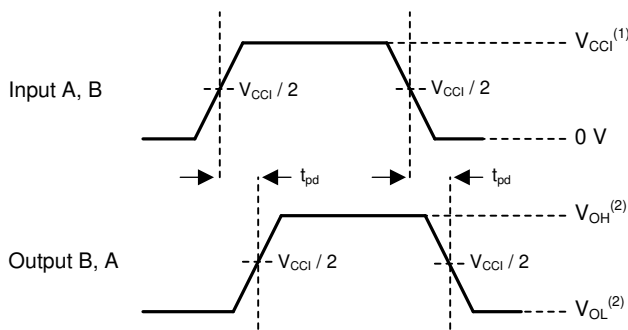 V_CCI^(1)
Input A, B
V_CCI / 2
V_CCI / 2
0 V
t_pd
t_pd
V_OH^(2)
Output B, A
V_CCI / 2
V_CCI / 2
V_OL^(2)